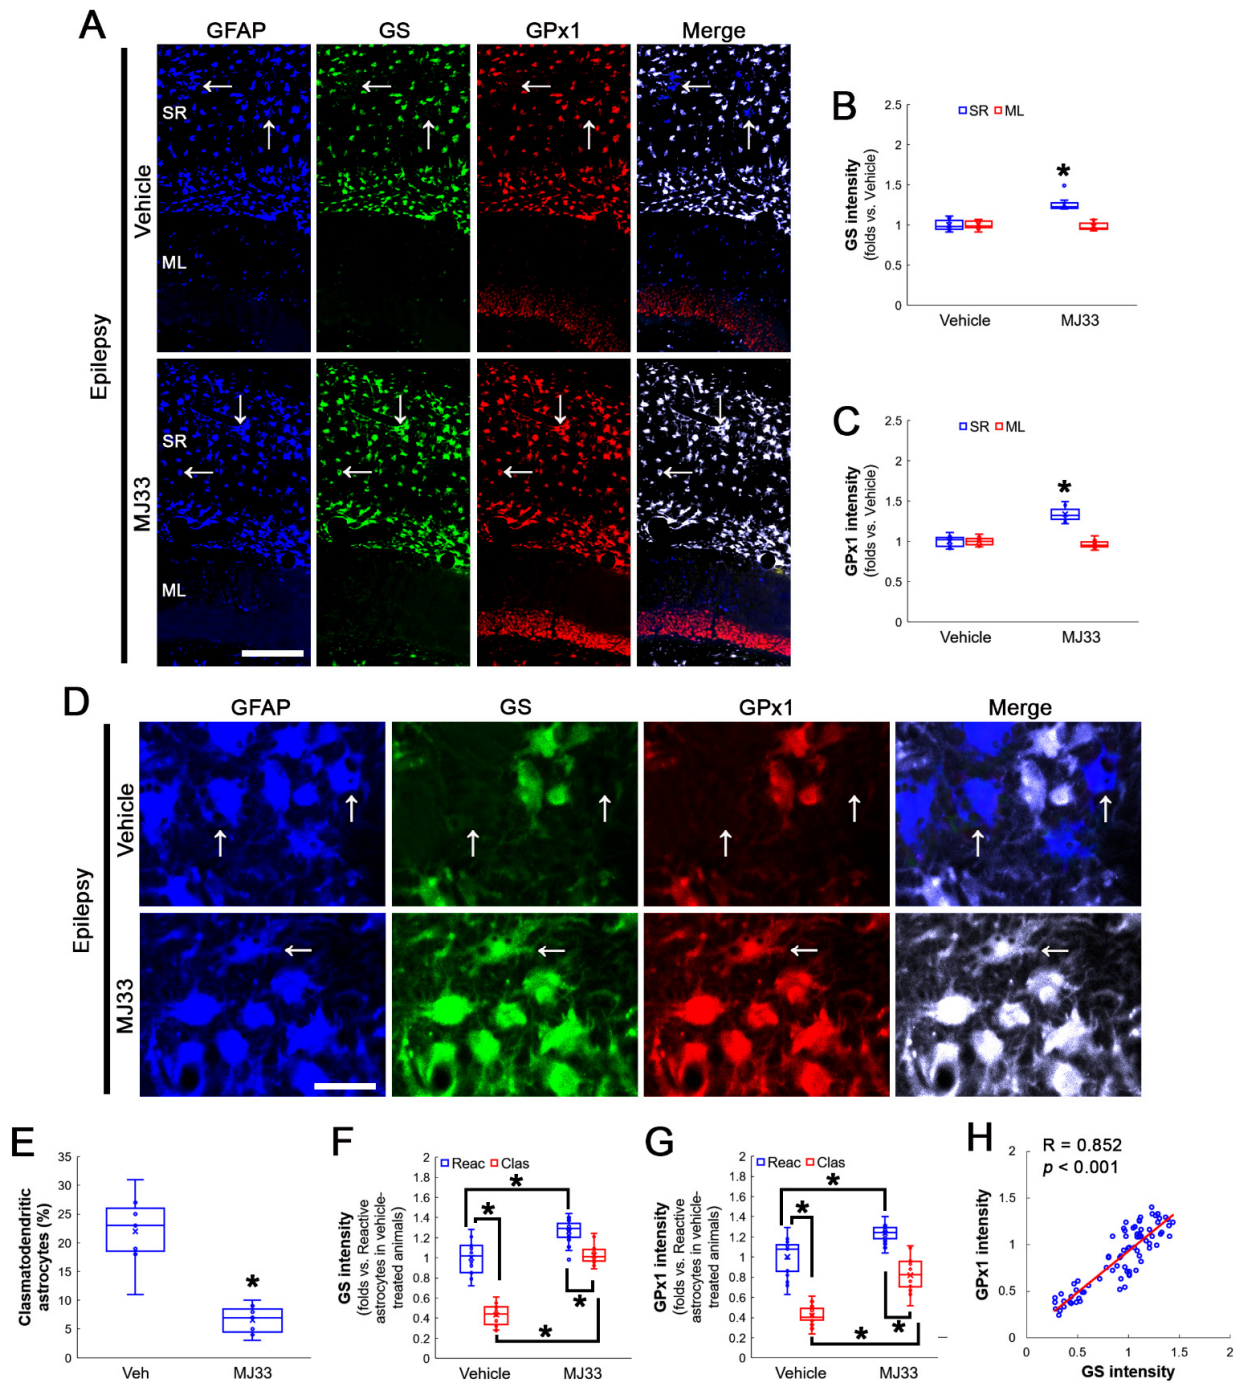 A
GFAP GS GPx1 Merge
Epilepsy
Vehicle
SR
ML
MJ33
SR
ML
B
2.5
2
1.5
1
0.5
0
GS intensity
(folds vs. Vehicle)
SR ML
*
Vehicle MJ33
C
2.5
2
1.5
1
0.5
0
GPx1 intensity
(folds vs. Vehicle)
SR ML
*
Vehicle MJ33
D
GFAP GS GPx1 Merge
Epilepsy
Vehicle
MJ33
E
Clasmatodendritic
astrocytes (%)
35
30
25
20
15
10
5
0
*
Veh MJ33
F
GS intensity
(folds vs. Reactive
astrocytes in vehicle-
treated animals)
Reac Clas
2
1.8
1.6
1.4
1.2
1
0.8
0.6
0.4
0.2
*
*
*
*
Vehicle MJ33
G
GPx1 intensity
(folds vs. Reactive
astrocytes in vehicle-
treated animals)
Reac Clas
2
1.8
1.6
1.4
1.2
1
0.8
0.6
0.4
0.2
*
*
*
*
Vehicle MJ33
H
R = 0.852
p < 0.001
GPx1 intensity
2
1.5
1
0.5
0
0 0.5 1 1.5 2
GS intensity